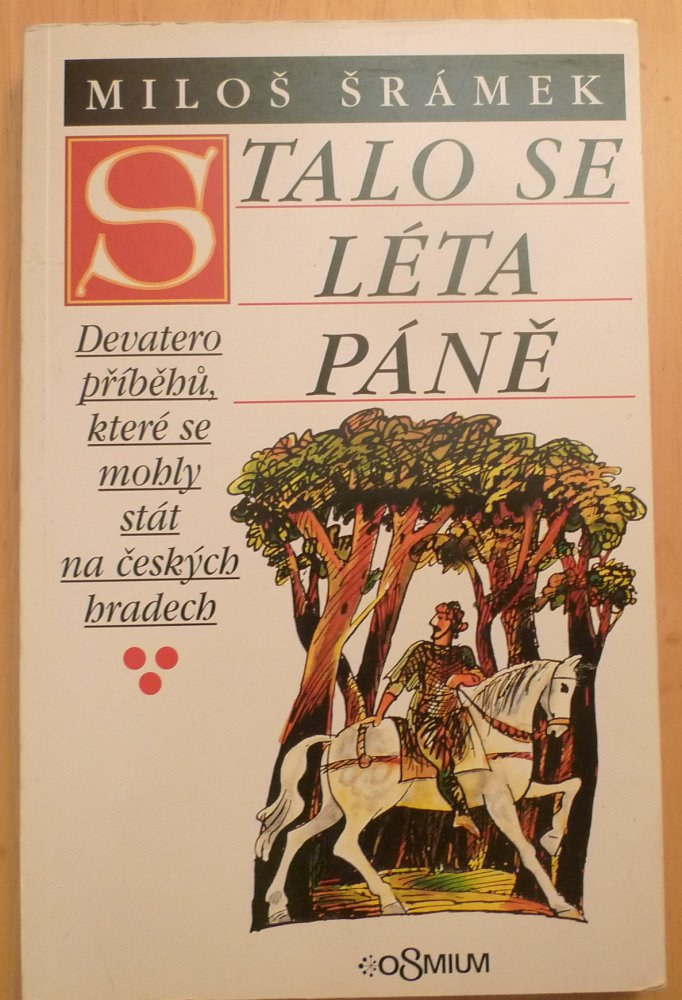 MILOŠ ŠRÁMEK
STALO SE
LÉTA
PÁNĚ
Devatero
příběhů,
které se
mohly
stát
na českých
hradech
OSMIUM